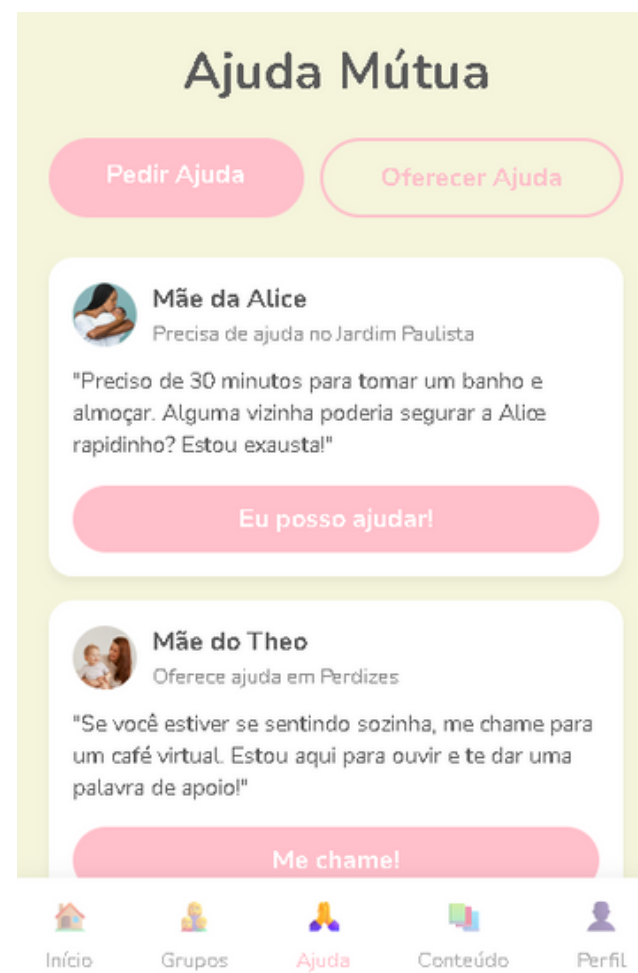 Ajuda Mútua
Pedir Ajuda
Oferecer Ajuda
Mãe da Alice
Precisa de ajuda no Jardim Paulista
"Preciso de 30 minutos para tomar um banho e
almoçar. Alguma vizinha poderia segurar a Alice
rapidinho? Estou exausta!"
Eu posso ajudar!
Mãe do Theo
Oferece ajuda em Perdizes
"Se você estiver se sentindo sozinha, me chame para
um café virtual. Estou aqui para ouvir e te dar uma
palavra de apoio!"
Me chame!
Início
Grupos
Ajuda
Conteúdo
Perfil